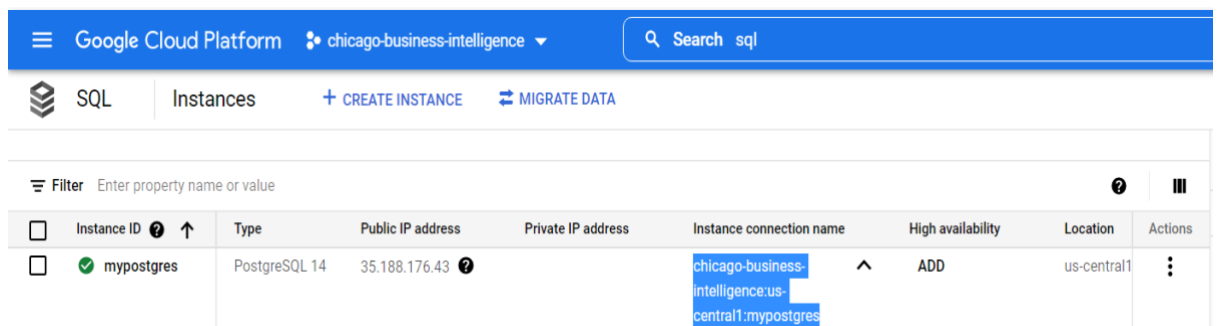 Google Cloud Platform chicago-business-intelligence Search sql
SQL Instances + CREATE INSTANCE MIGRATE DATA
Filter Enter property name or value
Instance ID Type Public IP address Private IP address Instance connection name High availability Location Actions
mypostgres PostgreSQL 14 35.188.176.43 chicago-business- ADD us-central1
intelligence:us-
central1:mypostgres